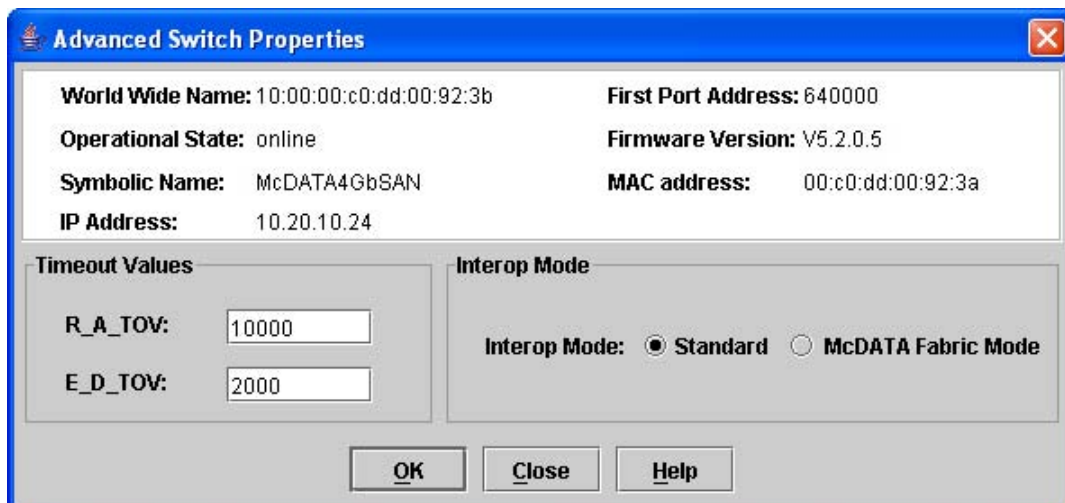 Advanced Switch Properties
World Wide Name: 10:00:00:c0:dd:00:92:3b
First Port Address: 640000
Operational State: online
Firmware Version: V5.2.0.5
Symbolic Name: McDATA4GbSAN
MAC address: 00:c0:dd:00:92:3a
IP Address: 10.20.10.24
Timeout Values
R_A_TOV: 10000
E_D_TOV: 2000
Interop Mode
Interop Mode: Standard McDATA Fabric Mode
OK Close Help